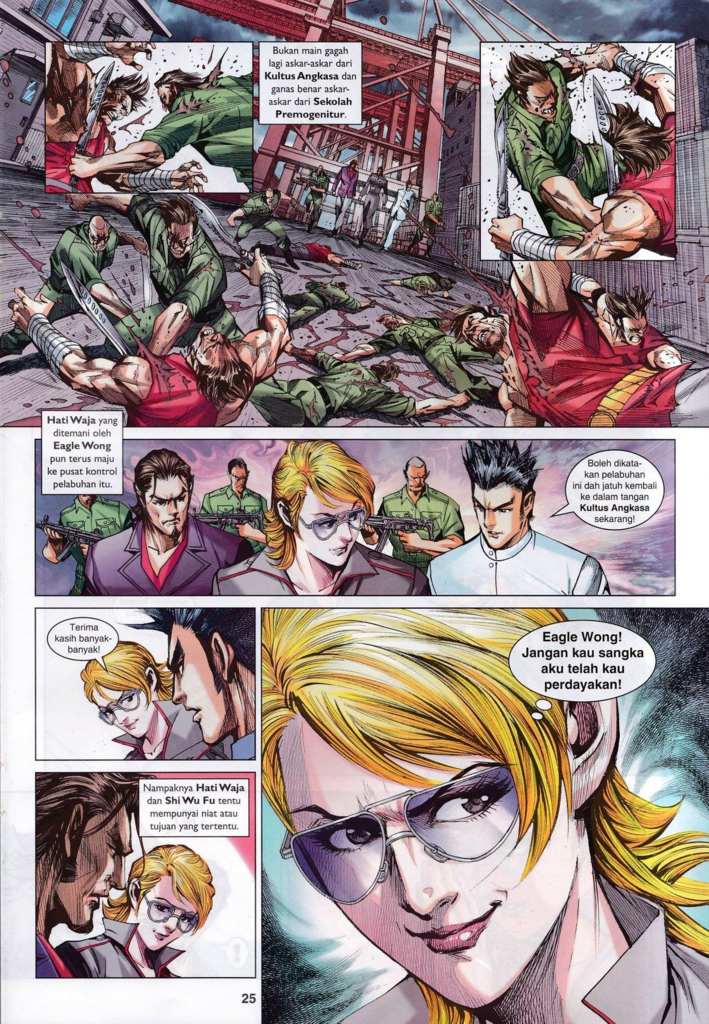 Bukan main gagah
lagi askar-askar dari
Kultus Angkasa dan
ganas benar askar-
askar dari Sekolah
Premogenitur.
Hati Waja yang
ditemani oleh
Eagle Wong
pun terus maju
ke pusat kontrol
pelabuhan itu.
Boleh dikata-
kan pelabuhan
ini dah jatuh kembali
ke dalam tangan
Kultus Angkasa
sekarang!
Terima
kasih banyak-
banyak!
Eagle Wong!
Jangan kau sangka
aku telah kau
perdayakan!
Nampaknya Hati Waja
dan Shi Wu Fu tentu
mempunyai niat atau
tujuan yang tertentu.
25